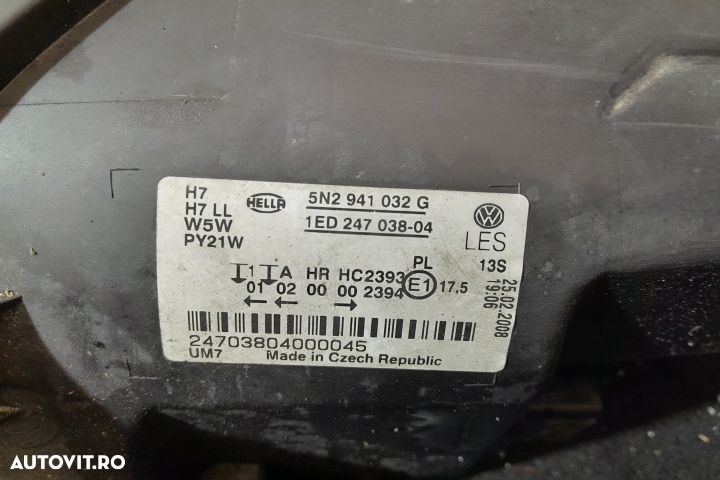 H7
H7 LL
W5W
PY21W
HELLA
5N2 941 032 G
1ED 247 038-04
LES
13S
25.02.2008
19:06
1 A HR HC2393
01 02 00 00 2394
PL
E1 17,5
24703804000045
UM7 Made in Czech Republic
AUTOVIT.RO